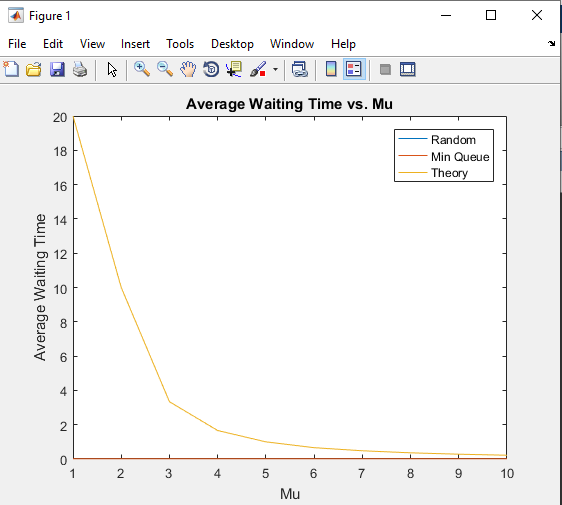 Figure 1
File Edit View Insert Tools Desktop Window Help
Average Waiting Time vs. Mu
Random
Min Queue
Theory
Average Waiting Time
20
18
16
14
12
10
8
6
4
2
0
1 2 3 4 5 6 7 8 9 10
Mu